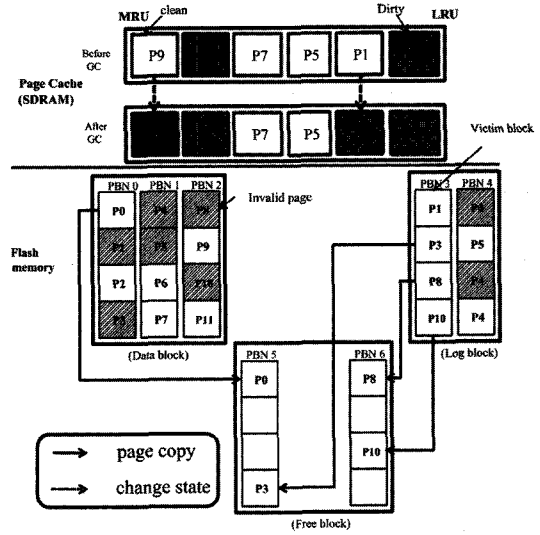 MRU clean Dirty LRU
Before GC P9 P7 P5 P1
Page Cache (SDRAM)
After GC P7 P5
Victim block
PBN 0 PBN 1 PBN 2 Invalid page PBN 3 PBN 4
P0 P1
P9 P3 P5
Flash memory
P2 P6 P8
P7 P11 P10 P4
(Data block) (Log block)
PBN 5 PBN 6
P0 P8
P10
P3
page copy
change state
(Free block)